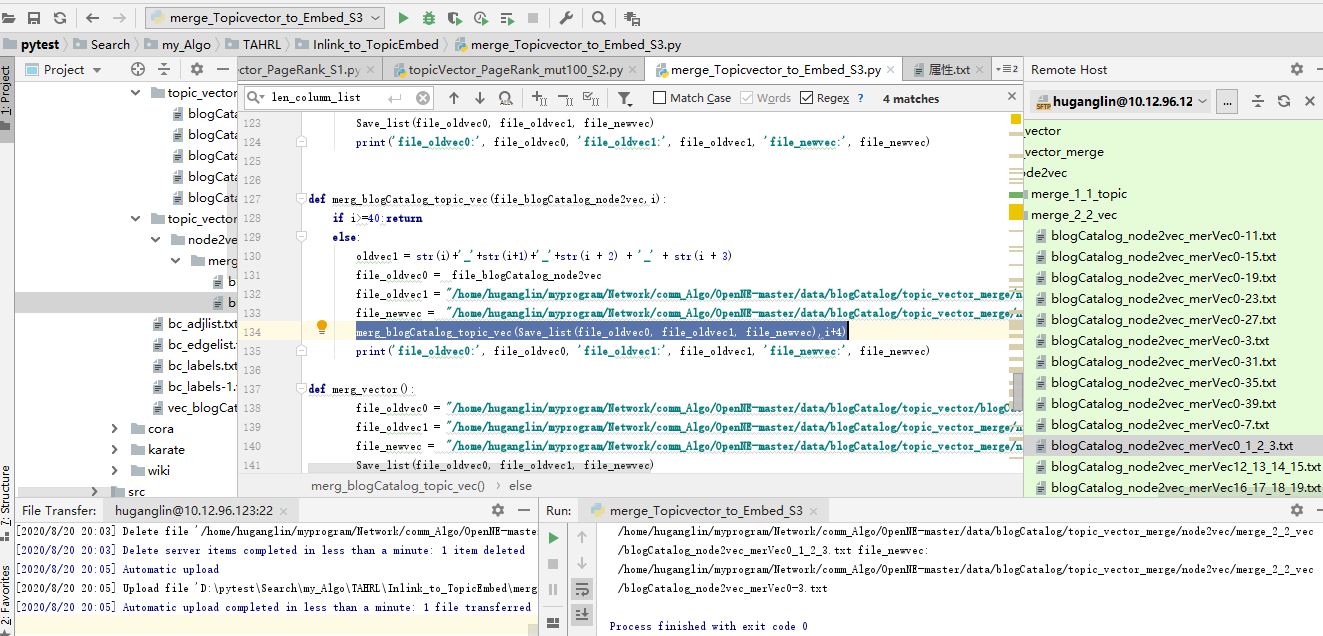 merge_Topicvector_to_Embed_S3
pytest Search my_Algo TAHRL Inlink_to_TopicEmbed merge_Topicvector_to_Embed_S3.py
1: Project
Project
ctor_PageRank_S1.py
topicVector_PageRank_mut100_S2.py
merge_Topicvector_to_Embed_S3.py
属性.txt
2
Remote Host
len_column_list
Match Case
Words
Regex
?
4 matches
huganglin@10.12.96.12
...
topic_vector
blogCata
blogCata
blogCata
blogCata
blogCata
topic_vector
node2ve
merg
b
b
bc_adjlist.txt
bc_edgelist.
bc_labels.txt
bc_labels-1.
vec_blogCat
cora
karate
wiki
src
123 Save_list(file_oldvec0, file_oldvec1, file_newvec)
124 print('file_oldvec0:', file_oldvec0, 'file_oldvec1:', file_oldvec1, 'file_newvec:', file_newvec)
125
126
127 def merg_blogCatalog_topic_vec(file_blogCatalog_node2vec,i):
128 if i>=40:return
129 else:
130 oldvec1 = str(i)+'_'+str(i+1)+'_'+str(i + 2) + '_' + str(i + 3)
131 file_oldvec0 = file_blogCatalog_node2vec
132 file_oldvec1 = "/home/huganglin/myprogram/Network/comm_Algo/OpenNE-master/data/blogCatalog/topic_vector_merge/n
133 file_newvec = "/home/huganglin/myprogram/Network/comm_Algo/OpenNE-master/data/blogCatalog/topic_vector_merge/n
134 merg_blogCatalog_topic_vec(Save_list(file_oldvec0, file_oldvec1, file_newvec),i+4)
135 print('file_oldvec0:', file_oldvec0, 'file_oldvec1:', file_oldvec1, 'file_newvec:', file_newvec)
136
137 def merg_vector():
138 file_oldvec0 = "/home/huganglin/myprogram/Network/comm_Algo/OpenNE-master/data/blogCatalog/topic_vector/blogCa
139 file_oldvec1 = "/home/huganglin/myprogram/Network/comm_Algo/OpenNE-master/data/blogCatalog/topic_vector_merge/n
140 file_newvec = "/home/huganglin/myprogram/Network/comm_Algo/OpenNE-master/data/blogCatalog/topic_vector_merge/n
141 Save_list(file_oldvec0, file_oldvec1, file_newvec)
merg_blogCatalog_topic_vec() else
_vector
_vector_merge
ode2vec
merge_1_1_topic
merge_2_2_vec
blogCatalog_node2vec_merVec0-11.txt
blogCatalog_node2vec_merVec0-15.txt
blogCatalog_node2vec_merVec0-19.txt
blogCatalog_node2vec_merVec0-23.txt
blogCatalog_node2vec_merVec0-27.txt
blogCatalog_node2vec_merVec0-3.txt
blogCatalog_node2vec_merVec0-31.txt
blogCatalog_node2vec_merVec0-35.txt
blogCatalog_node2vec_merVec0-39.txt
blogCatalog_node2vec_merVec0-7.txt
blogCatalog_node2vec_merVec0_1_2_3.txt
blogCatalog_node2vec_merVec12_13_14_15.txt
blogCatalog_node2vec_merVec16_17_18_19.txt
7: Structure
2: Favorites
File Transfer: huganglin@10.12.96.123:22
[2020/8/20 20:03] Delete file '/home/huganglin/myprogram/Network/comm_Algo/OpenNE-maste
[2020/8/20 20:03] Delete server items completed in less than a minute: 1 item deleted
[2020/8/20 20:05] Automatic upload
[2020/8/20 20:05] Upload file 'D:\pytest\Search\my_Algo\TAHRL\Inlink_to_TopicEmbed\merg
[2020/8/20 20:05] Automatic upload completed in less than a minute: 1 file transferred
Run: merge_Topicvector_to_Embed_S3
/home/huganglin/myprogram/Network/comm_Algo/OpenNE-master/data/blogCatalog/topic_vector_merge/node2vec/merge_2_2_vec
/blogCatalog_node2vec_merVec0_1_2_3.txt file_newvec:
/home/huganglin/myprogram/Network/comm_Algo/OpenNE-master/data/blogCatalog/topic_vector_merge/node2vec/merge_2_2_vec
/blogCatalog_node2vec_merVec0-3.txt
Process finished with exit code 0